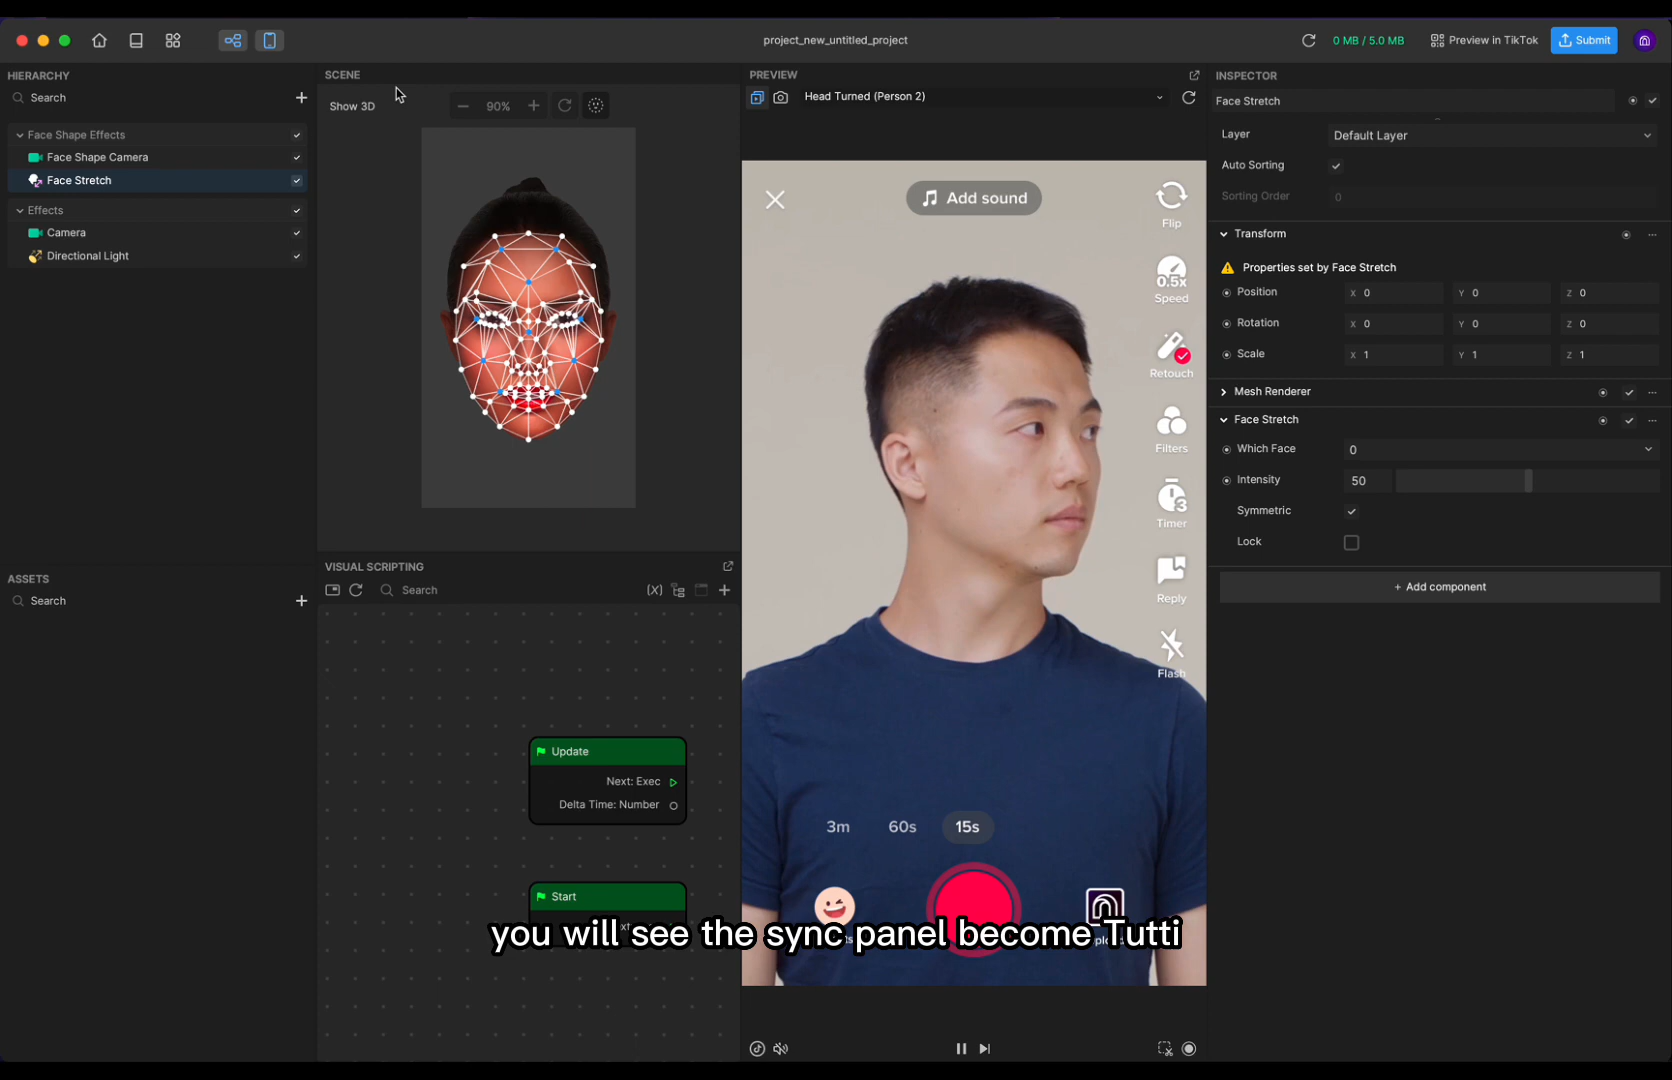 project_new_untitled_project
0 MB / 5.0 MB
Preview in TikTok
Submit
HIERARCHY
Search
Face Shape Effects
Face Shape Camera
Face Stretch
Effects
Camera
Directional Light
ASSETS
Search
SCENE
Show 3D
90%
VISUAL SCRIPTING
(X)
Search
Update
Next: Exec
Delta Time: Number
Start
PREVIEW
Head Turned (Person 2)
Add sound
Flip
0.5x
Speed
Retouch
Filters
3
Timer
Reply
Flash
3m
60s
15s
you will see the sync panel become Tutti
INSPECTOR
Face Stretch
Layer
Default Layer
Auto Sorting
Sorting Order
0
Transform
Properties set by Face Stretch
Position
X 0
Y 0
Z 0
Rotation
X 0
Y 0
Z 0
Scale
X 1
Y 1
Z 1
Mesh Renderer
Face Stretch
Which Face
0
Intensity
50
Symmetric
Lock
+ Add component